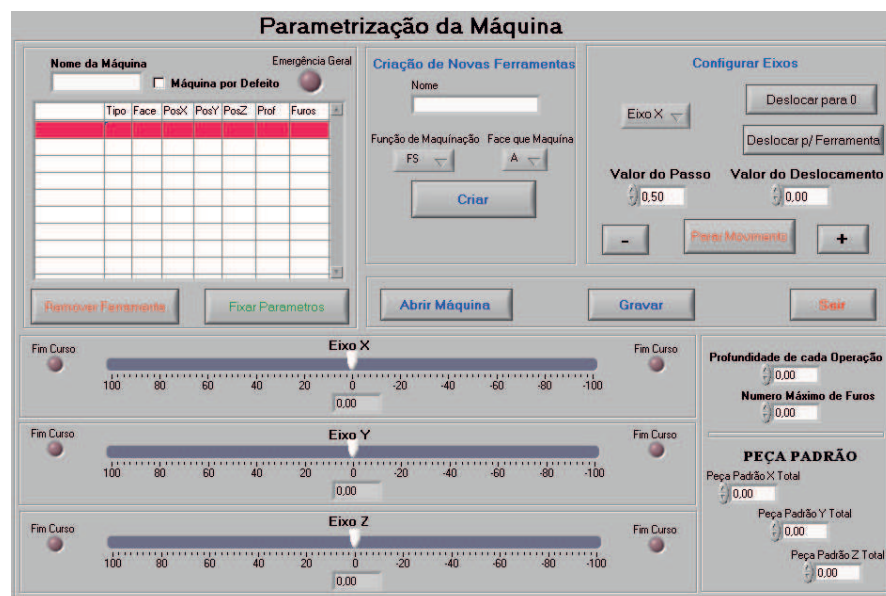 Parametrização da Máquina
Nome da Máquina
Emergência Geral
Máquina por Defeito
Tipo Face PosX PosY PosZ Prof Furos
Remover Ferramenta
Fixar Parametros
Criação de Novas Ferramentas
Nome
Função de Maquinação Face que Maquina
FS A
Criar
Configurar Eixos
Eixo X
Deslocar para 0
Deslocar p/ Ferramenta
Valor do Passo Valor do Deslocamento
0,50 0,00
- Parar Movimento +
Abrir Máquina
Gravar
Sair
Eixo X
Fim Curso Fim Curso
100 80 60 40 20 0 -20 -40 -60 -80 -100
0,00
Eixo Y
Fim Curso Fim Curso
100 80 60 40 20 0 -20 -40 -60 -80 -100
0,00
Eixo Z
Fim Curso Fim Curso
100 80 60 40 20 0 -20 -40 -60 -80 -100
0,00
Profundidade de cada Operação
0,00
Numero Máximo de Furos
0,00
PEÇA PADRÃO
Peça Padrão X Total
0,00
Peça Padrão Y Total
0,00
Peça Padrão Z Total
0,00